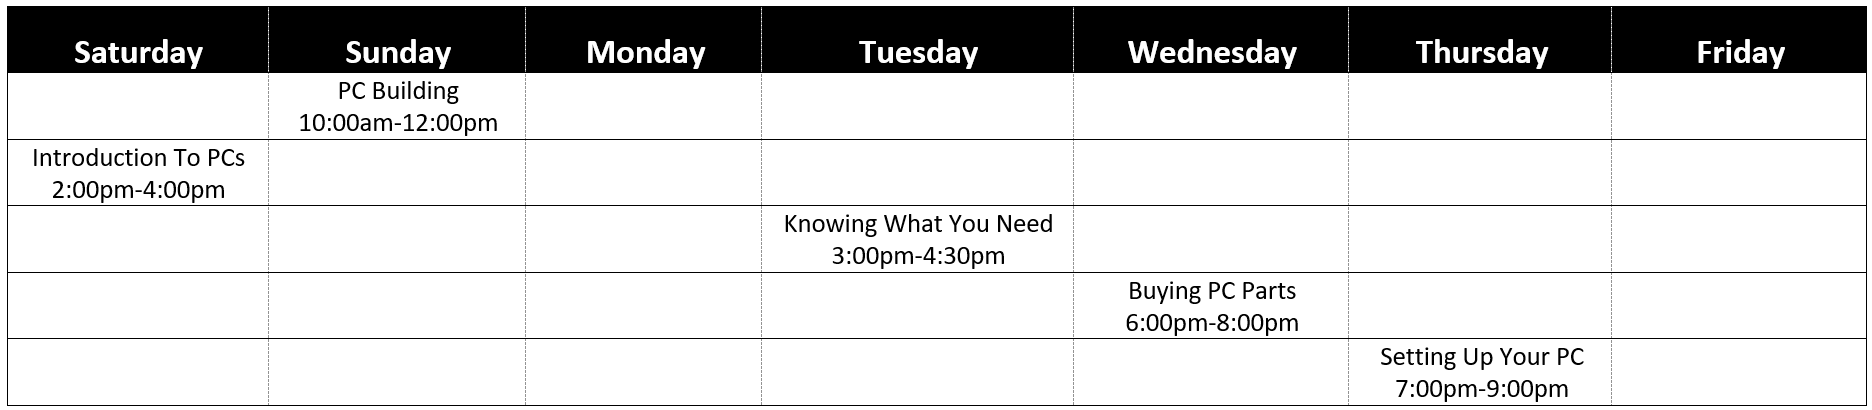 Saturday Sunday Monday Tuesday Wednesday Thursday Friday
PC Building
10:00am-12:00pm
Introduction To PCs
2:00pm-4:00pm
Knowing What You Need
3:00pm-4:30pm
Buying PC Parts
6:00pm-8:00pm
Setting Up Your PC
7:00pm-9:00pm